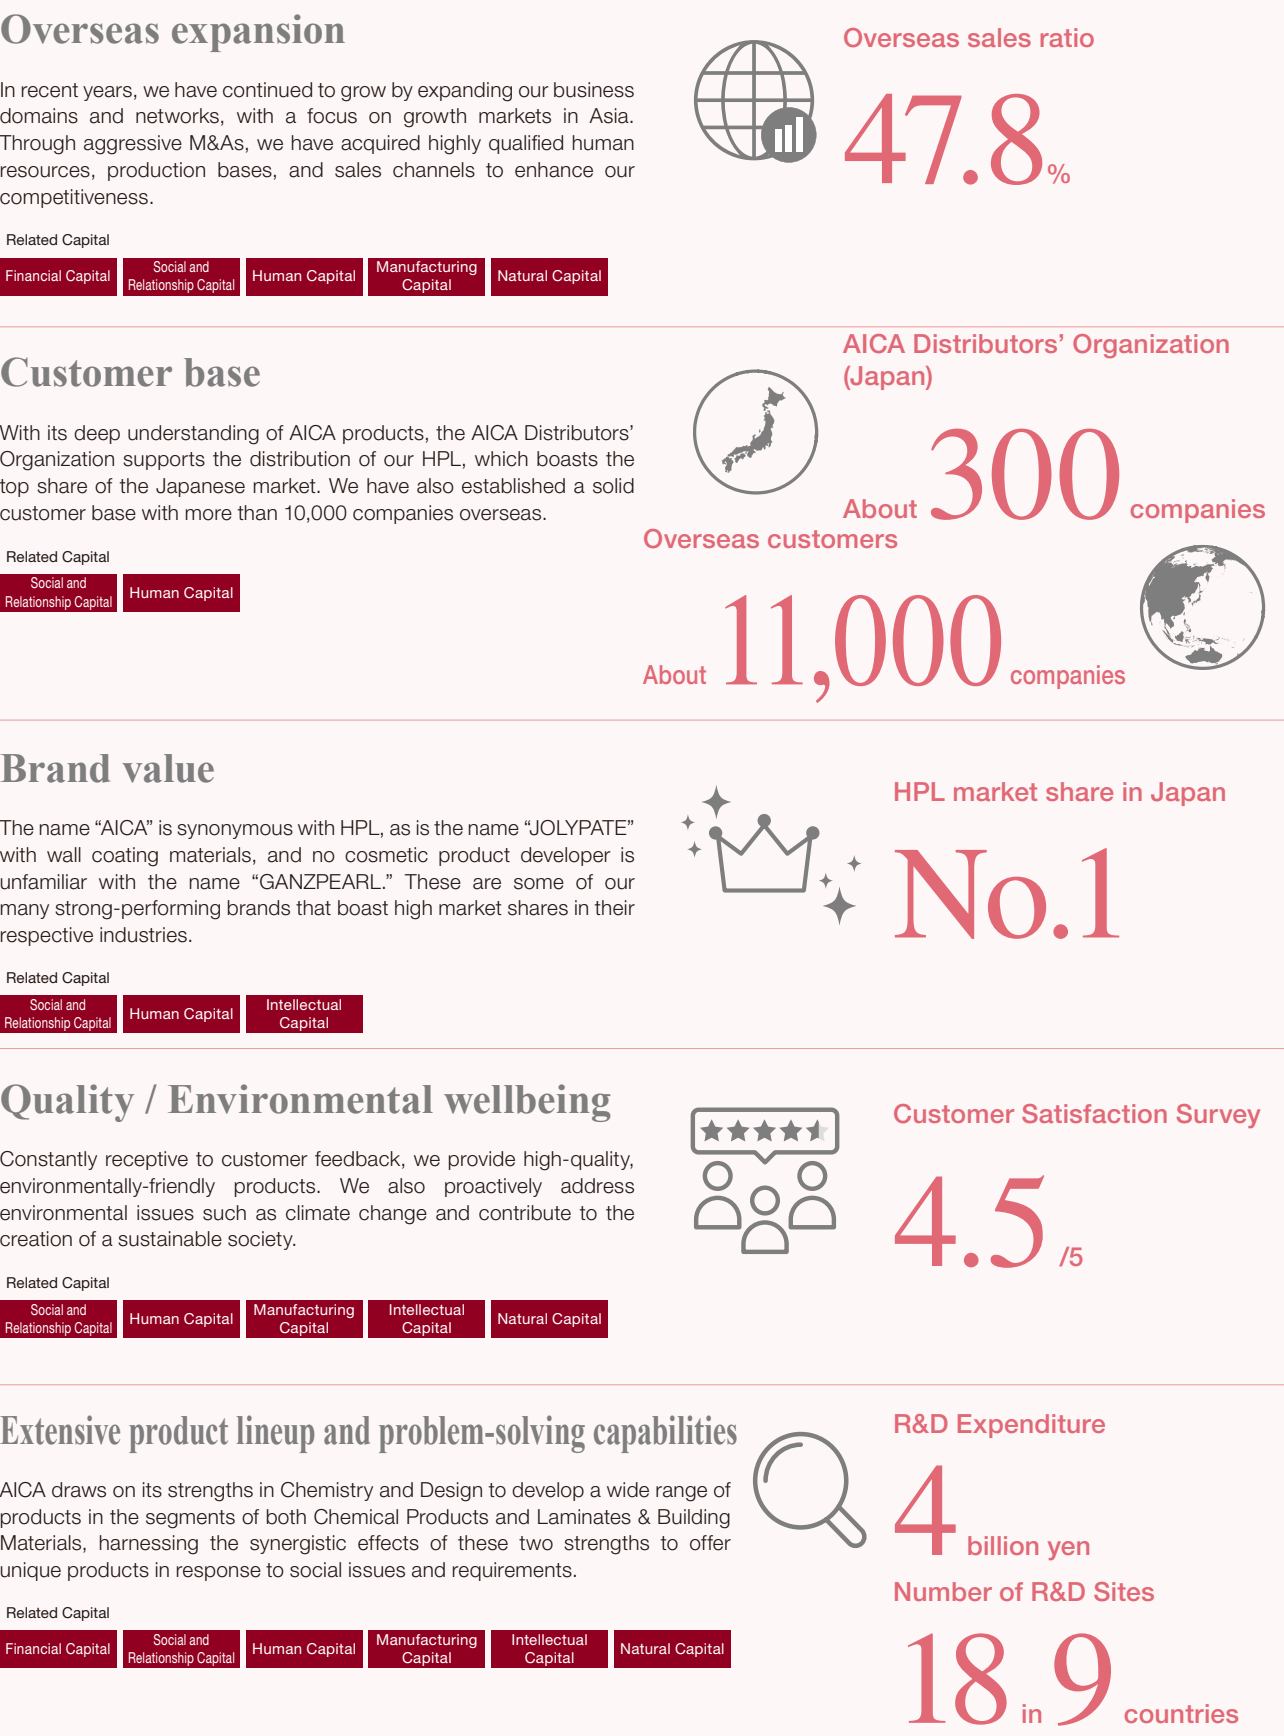 Overseas expansion
In recent years, we have continued to grow by expanding our business
domains and networks, with a focus on growth markets in Asia.
Through aggressive M&As, we have acquired highly qualified human
resources, production bases, and sales channels to enhance our
competitiveness.
Related Capital
Financial Capital
Social and
Relationship Capital
Human Capital
Manufacturing
Capital
Natural Capital
Overseas sales ratio
47.8%
Customer base
With its deep understanding of AICA products, the AICA Distributors’
Organization supports the distribution of our HPL, which boasts the
top share of the Japanese market. We have also established a solid
customer base with more than 10,000 companies overseas.
Related Capital
Social and
Relationship Capital
Human Capital
AICA Distributors’ Organization
(Japan)
About 300 companies
Overseas customers
About 11,000 companies
Brand value
The name “AICA” is synonymous with HPL, as is the name “JOLYPATE”
with wall coating materials, and no cosmetic product developer is
unfamiliar with the name “GANZPEARL.” These are some of our
many strong-performing brands that boast high market shares in their
respective industries.
Related Capital
Social and
Relationship Capital
Human Capital
Intellectual
Capital
HPL market share in Japan
No.1
Quality / Environmental wellbeing
Constantly receptive to customer feedback, we provide high-quality,
environmentally-friendly products. We also proactively address
environmental issues such as climate change and contribute to the
creation of a sustainable society.
Related Capital
Social and
Relationship Capital
Human Capital
Manufacturing
Capital
Intellectual
Capital
Natural Capital
Customer Satisfaction Survey
4.5 /5
Extensive product lineup and problem-solving capabilities
AICA draws on its strengths in Chemistry and Design to develop a wide range of
products in the segments of both Chemical Products and Laminates & Building
Materials, harnessing the synergistic effects of these two strengths to offer
unique products in response to social issues and requirements.
Related Capital
Financial Capital
Social and
Relationship Capital
Human Capital
Manufacturing
Capital
Intellectual
Capital
Natural Capital
R&D Expenditure
4 billion yen
Number of R&D Sites
18 in 9 countries